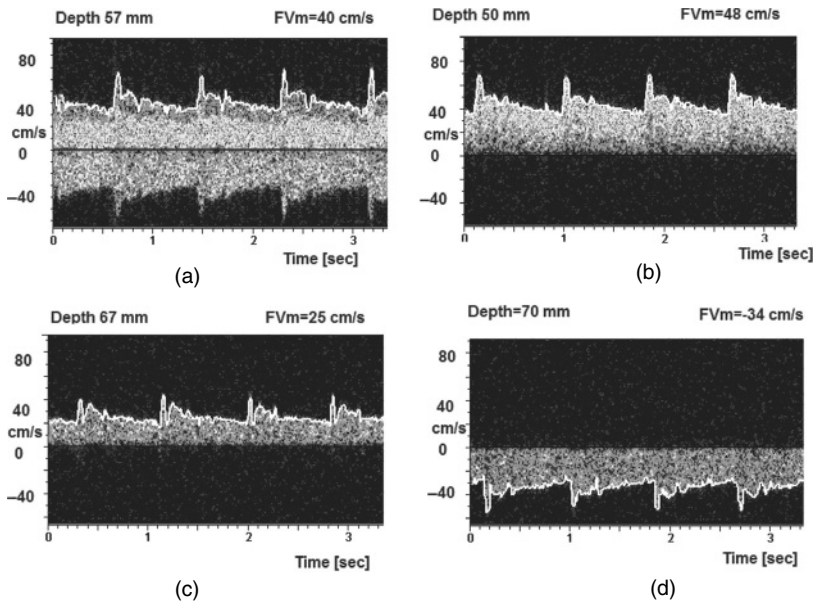 Depth 57 mm FVm=40 cm/s
80
40
cm/s
0
–40
0 1 2 3
Time [sec]
(a)
Depth 50 mm FVm=48 cm/s
80
40
cm/s
0
–40
0 1 2 3
Time [sec]
(b)
Depth 67 mm FVm=25 cm/s
80
40
cm/s
0
–40
0 1 2 3
Time [sec]
(c)
Depth=70 mm FVm=-34 cm/s
80
40
cm/s
0
–40
0 1 2 3
Time [sec]
(d)